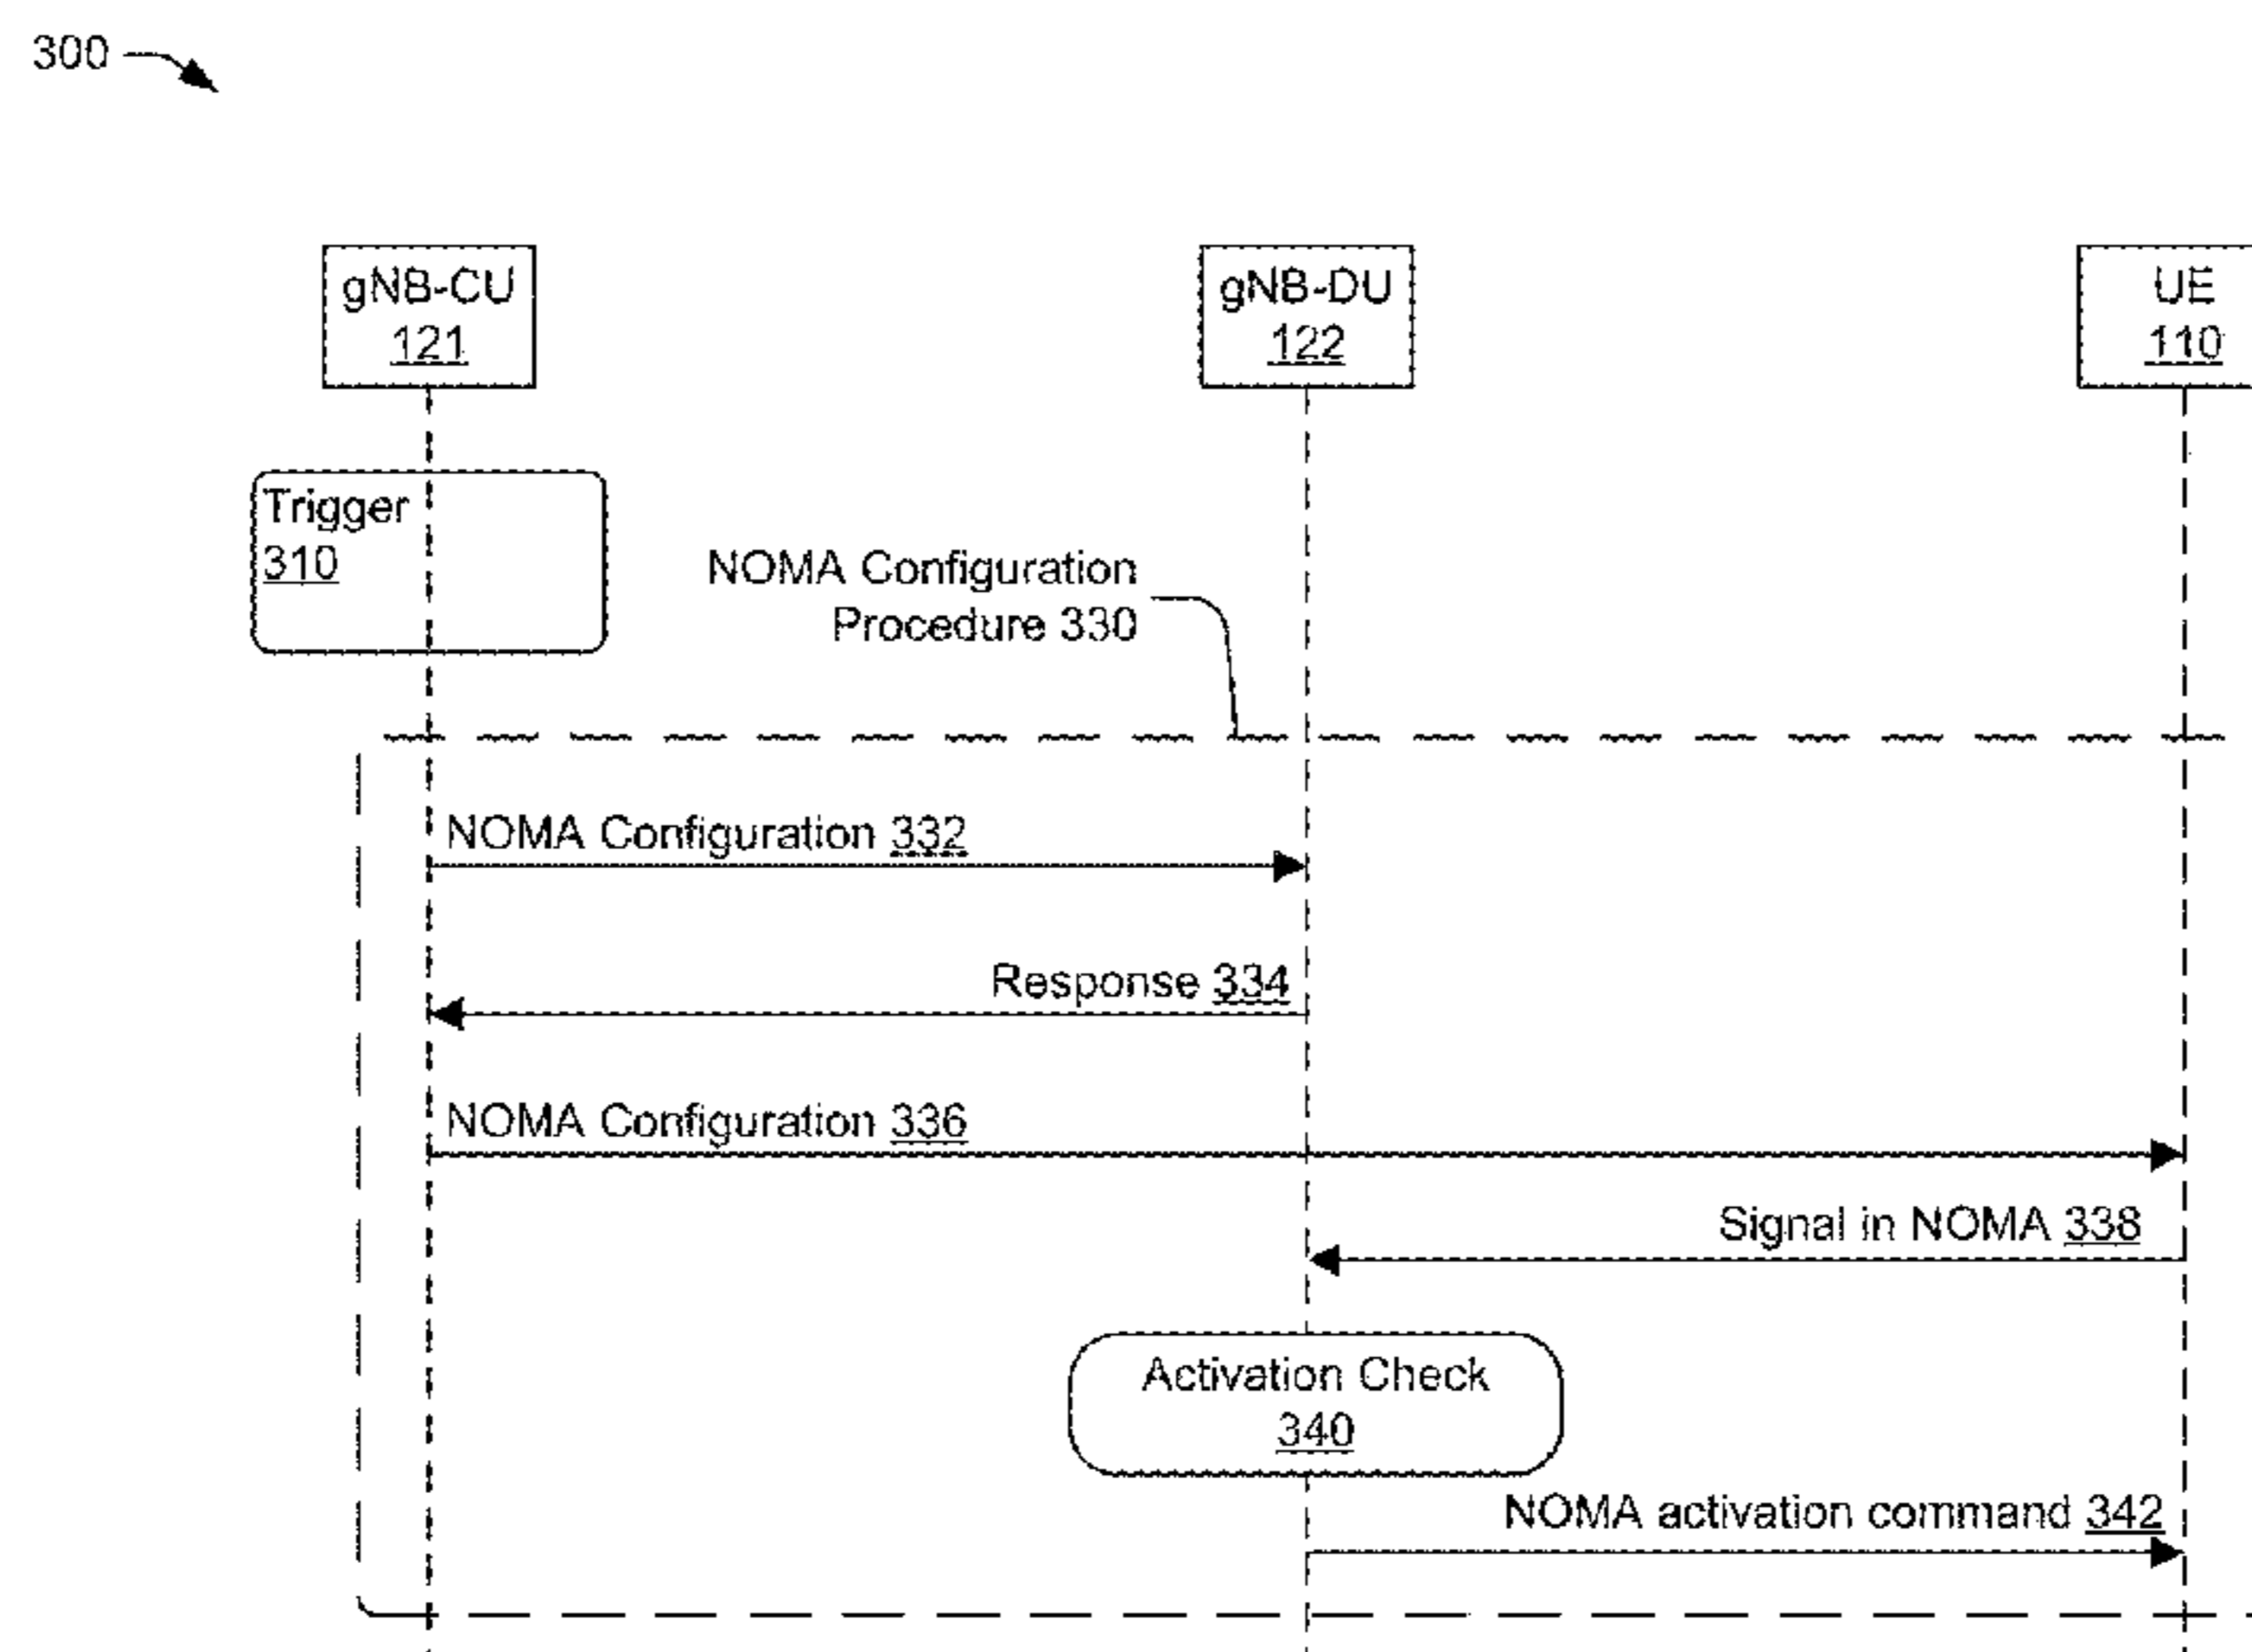 300
gNB-CU
121
gNB-DU
122
UE
110
Trigger
310
NOMA Configuration
Procedure 330
NOMA Configuration 332
Response 334
NOMA Configuration 336
Signal in NOMA 338
Activation Check
340
NOMA activation command 342